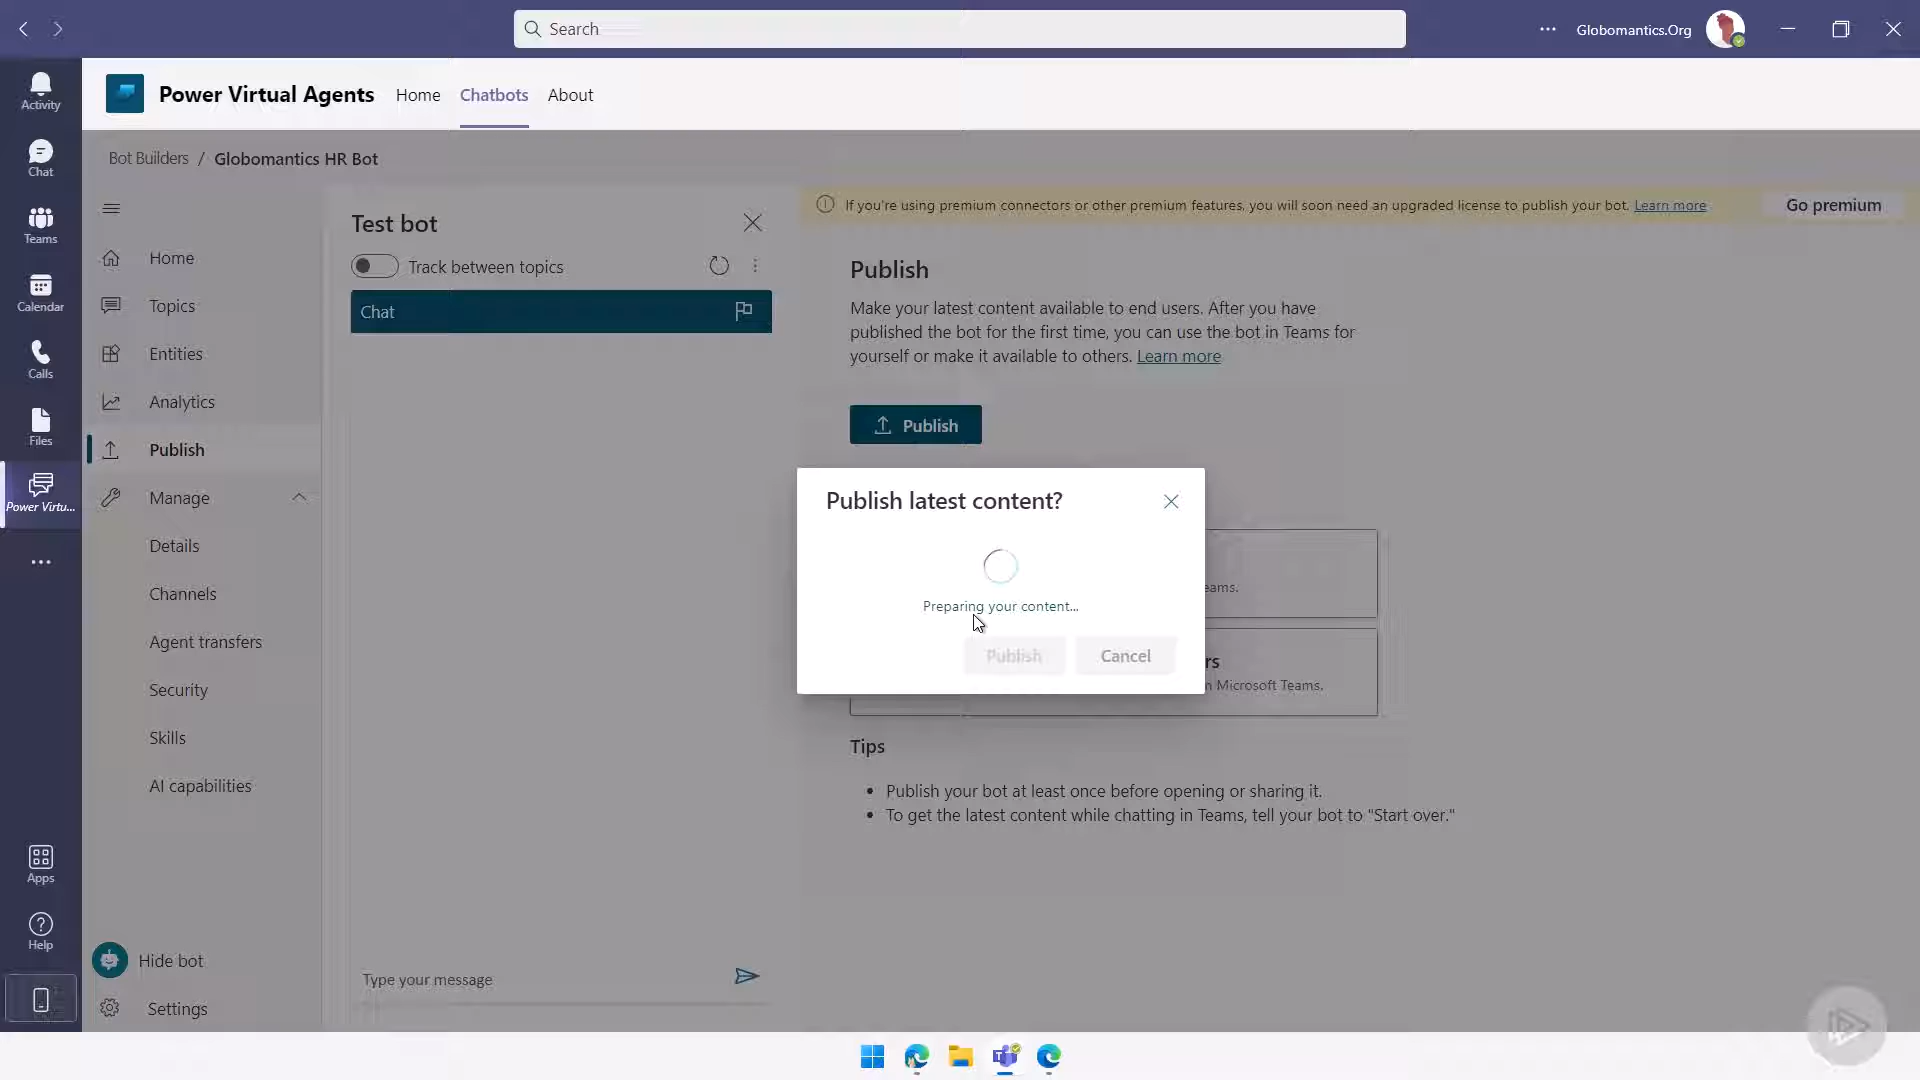 Search
Globomantics.Org
Activity
Chat
Teams
Calendar
Calls
Files
Power Virtu...
Apps
Help
Power Virtual Agents
Home
Chatbots
About
Bot Builders / Globomantics HR Bot
Home
Topics
Entities
Analytics
Publish
Manage
Details
Channels
Agent transfers
Security
Skills
AI capabilities
Hide bot
Settings
Test bot
Track between topics
Chat
Type your message
If you're using premium connectors or other premium features, you will soon need an upgraded license to publish your bot. Learn more
Go premium
Publish
Make your latest content available to end users. After you have
published the bot for the first time, you can use the bot in Teams for
yourself or make it available to others. Learn more
Publish
Publish latest content?
Preparing your content...
Publish
Cancel
eams.
rs
n Microsoft Teams.
Tips
• Publish your bot at least once before opening or sharing it.
• To get the latest content while chatting in Teams, tell your bot to "Start over."